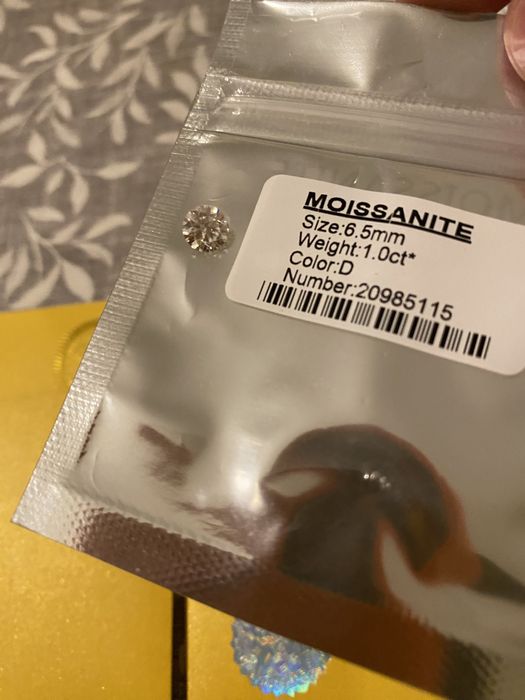 MOISSANITE
Size:6.5mm
Weight:1.0ct*
Color:D
Number:20985115